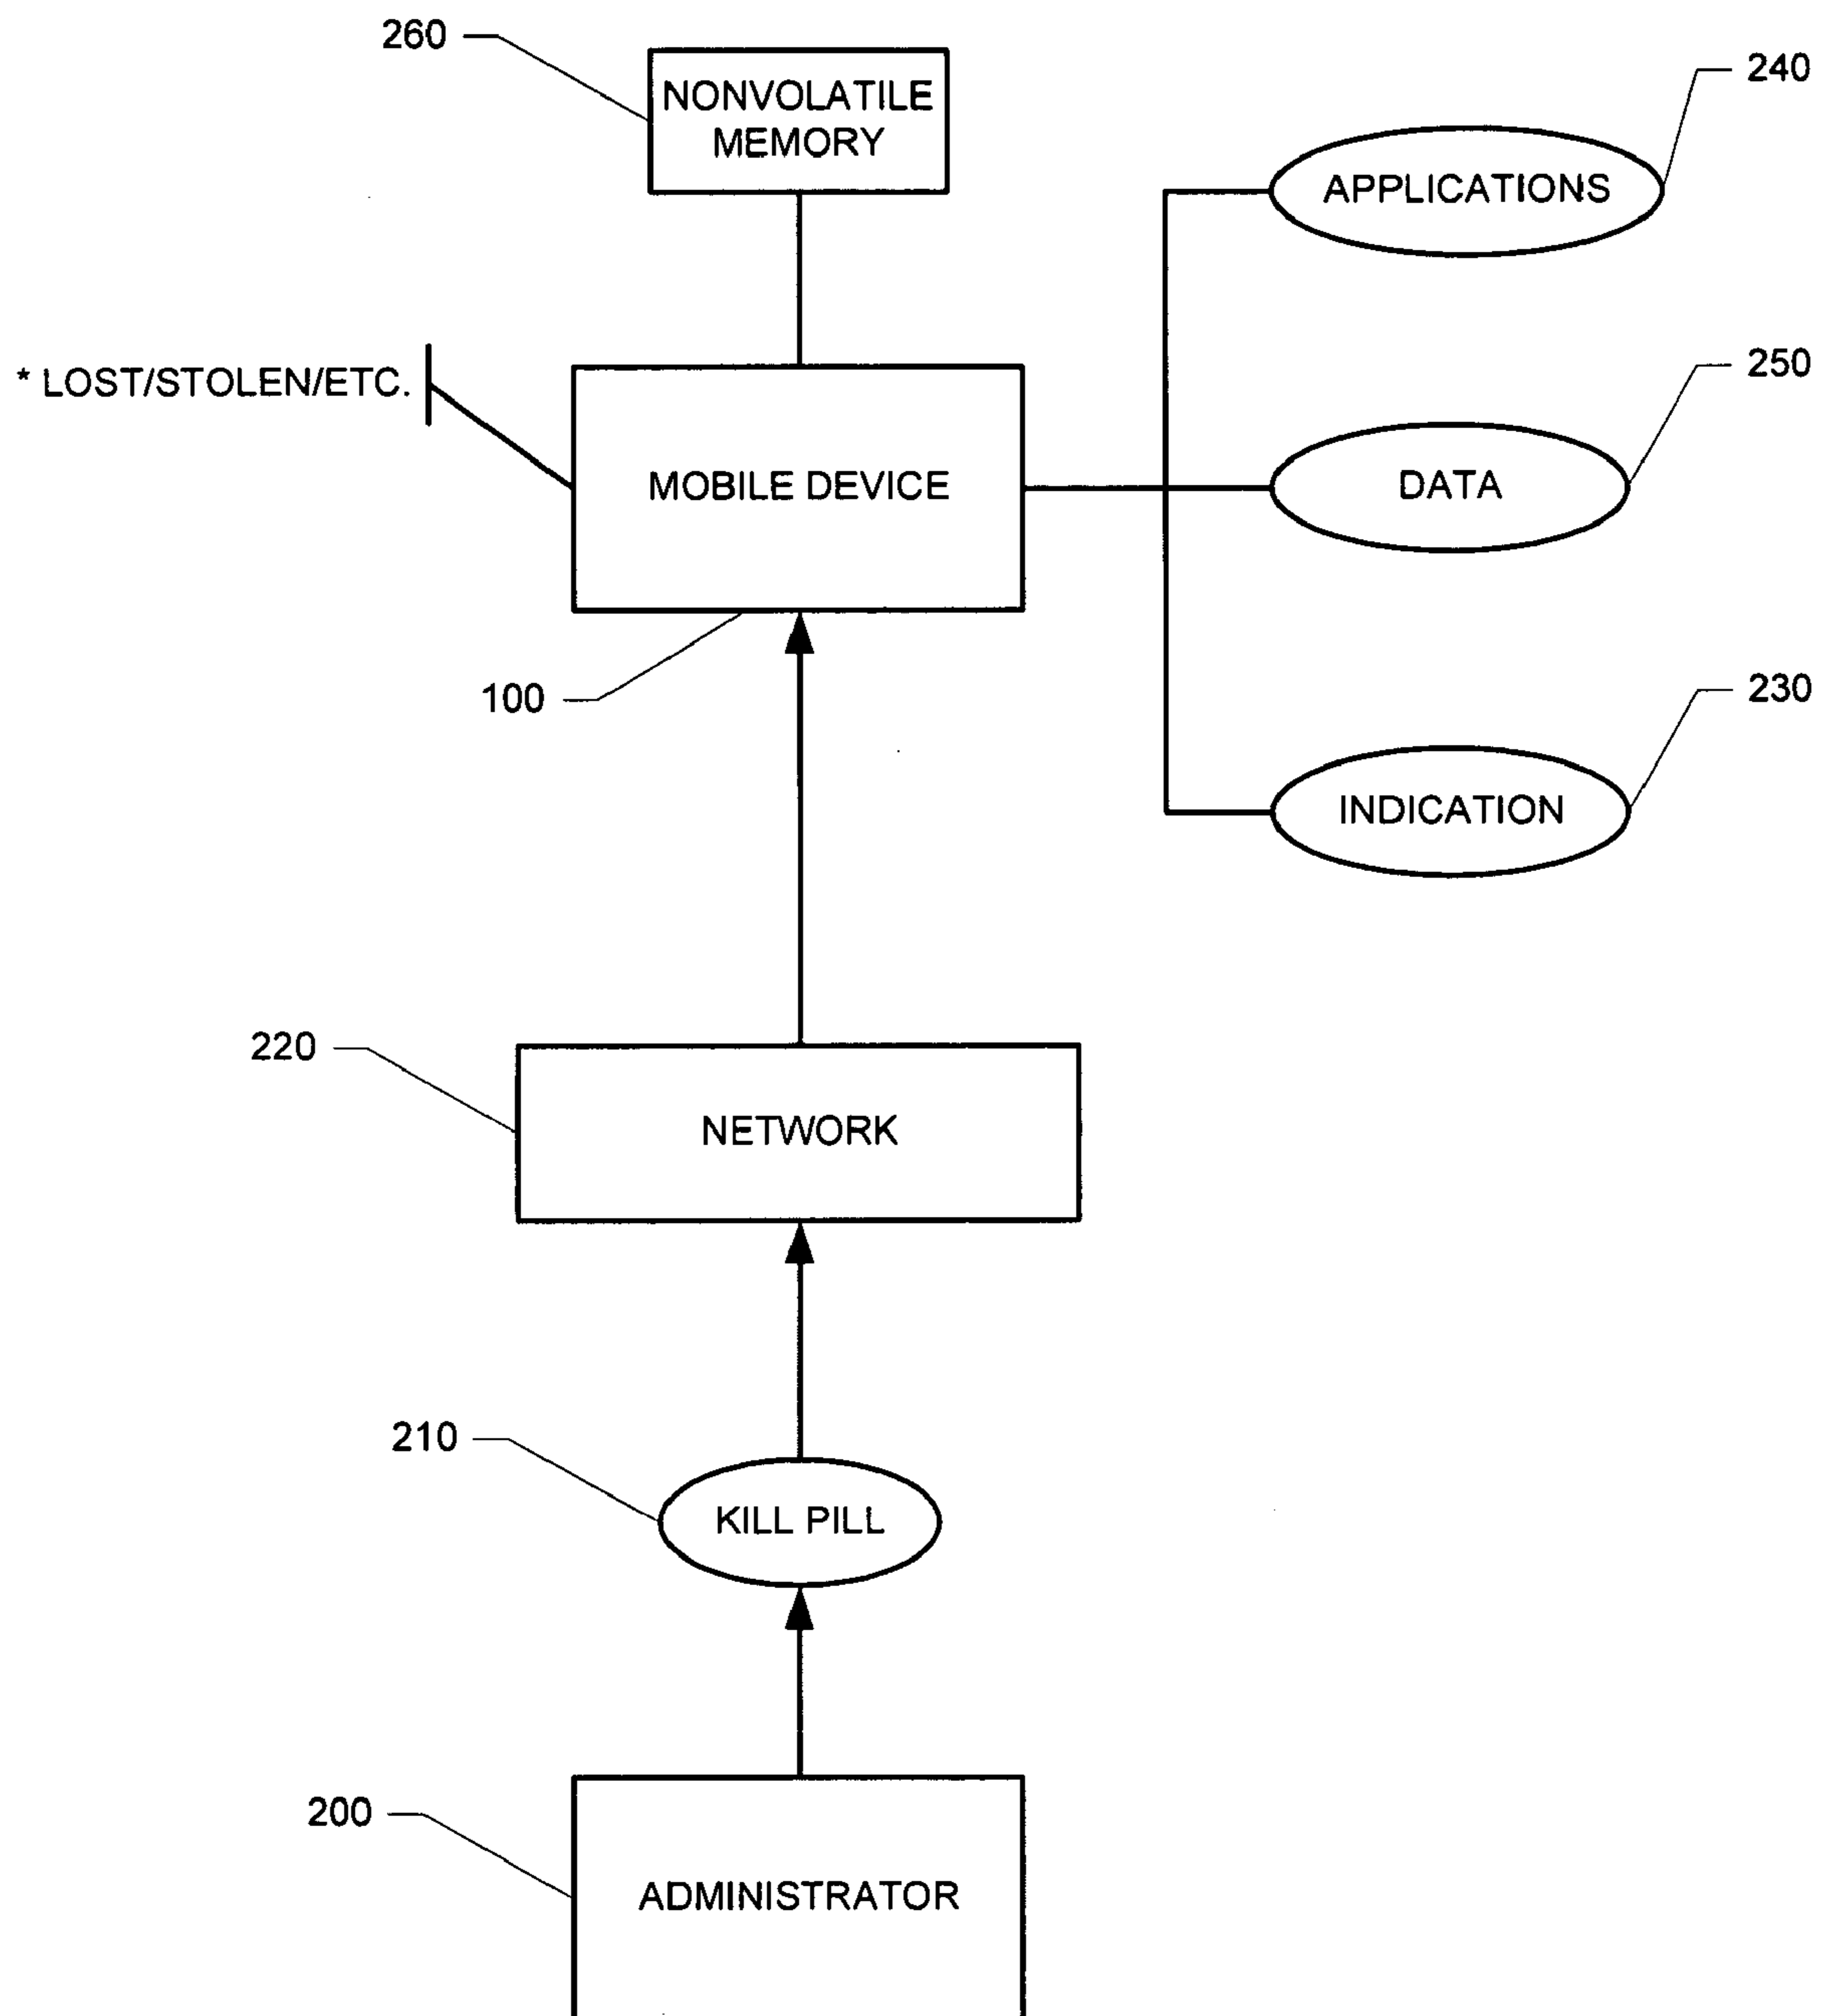 260
NONVOLATILE
MEMORY
240
APPLICATIONS
* LOST/STOLEN/ETC.
250
MOBILE DEVICE
DATA
100
230
INDICATION
220
NETWORK
210
KILL PILL
200
ADMINISTRATOR